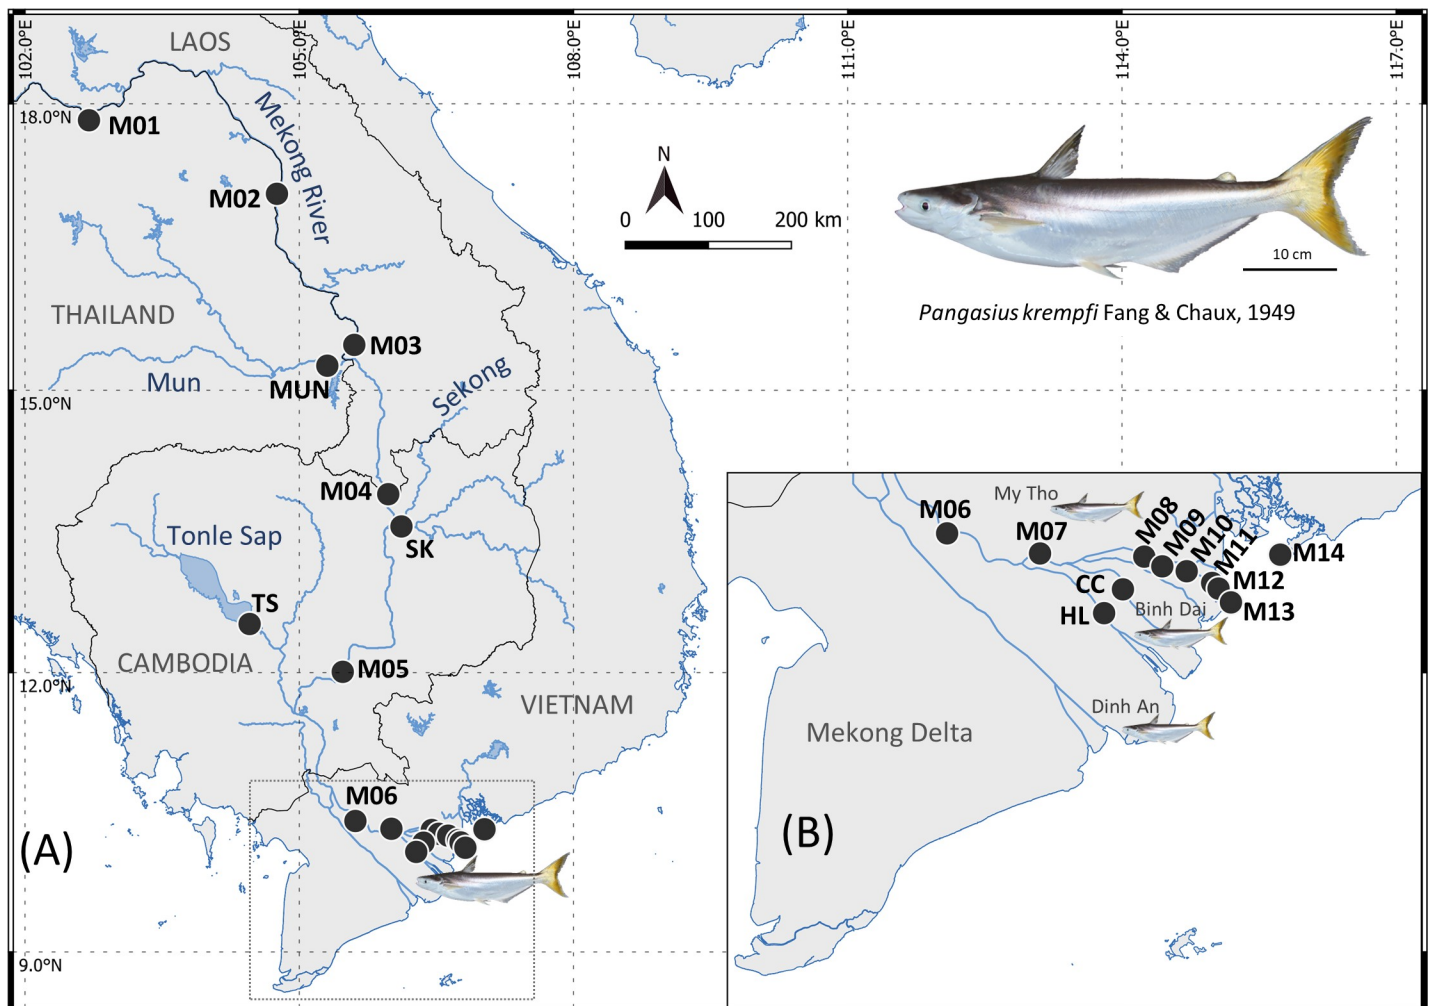 102.0°E
105.0°E
108.0°E
111.0°E
114.0°E
117.0°E
LAOS
18.0°N
M01
Mekong River
M02
N
0 100 200 km
10 cm
Pangasius krempfi Fang & Chaux, 1949
THAILAND
M03
Mun
MUN
Sekong
15.0°N
M04
SK
Tonle Sap
TS
CAMBODIA
M05
12.0°N
VIETNAM
M06
(A)
9.0°N
My Tho
M06
M07
M08
M09
M10
M11
M12
M13
M14
CC
HL
Binh Dai
Dinh An
Mekong Delta
(B)